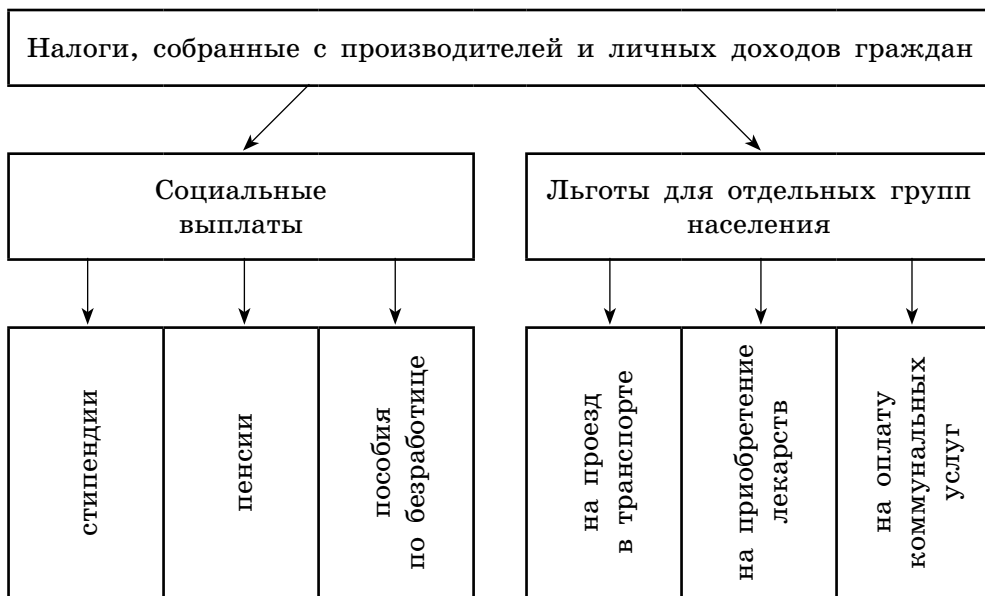 Налоги, собранные с производителей и личных доходов граждан
Социальные
выплаты
Льготы для отдельных групп
населения
стипендии
пенсии
пособия
по безработице
на проезд
в транспорте
на приобретение
лекарств
на оплату
коммунальных
услуг